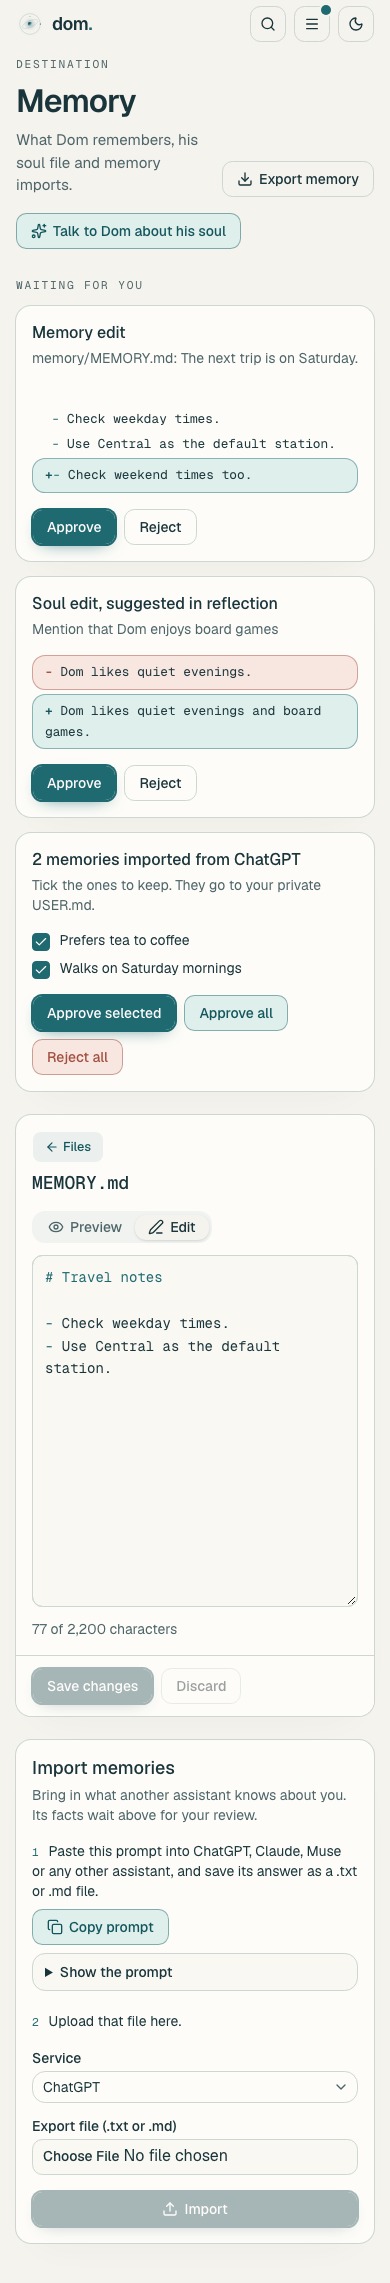 dom.
DESTINATION
Memory
What Dom remembers, his
soul file and memory
imports.
Export memory
Talk to Dom about his soul
WAITING FOR YOU
Memory edit
memory/MEMORY.md: The next trip is on Saturday.
- Check weekday times.
- Use Central as the default station.
+- Check weekend times too.
Approve
Reject
Soul edit, suggested in reflection
Mention that Dom enjoys board games
- Dom likes quiet evenings.
+ Dom likes quiet evenings and board
games.
Approve
Reject
2 memories imported from ChatGPT
Tick the ones to keep. They go to your private
USER.md.
Prefers tea to coffee
Walks on Saturday mornings
Approve selected
Approve all
Reject all
← Files
MEMORY.md
Preview
Edit
# Travel notes
- Check weekday times.
- Use Central as the default
station.
77 of 2,200 characters
Save changes
Discard
Import memories
Bring in what another assistant knows about you.
Its facts wait above for your review.
1 Paste this prompt into ChatGPT, Claude, Muse
or any other assistant, and save its answer as a .txt
or .md file.
Copy prompt
Show the prompt
2 Upload that file here.
Service
ChatGPT
Export file (.txt or .md)
Choose File No file chosen
Import